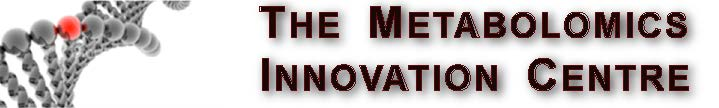 THE METABOLOMICS
INNOVATION CENTRE